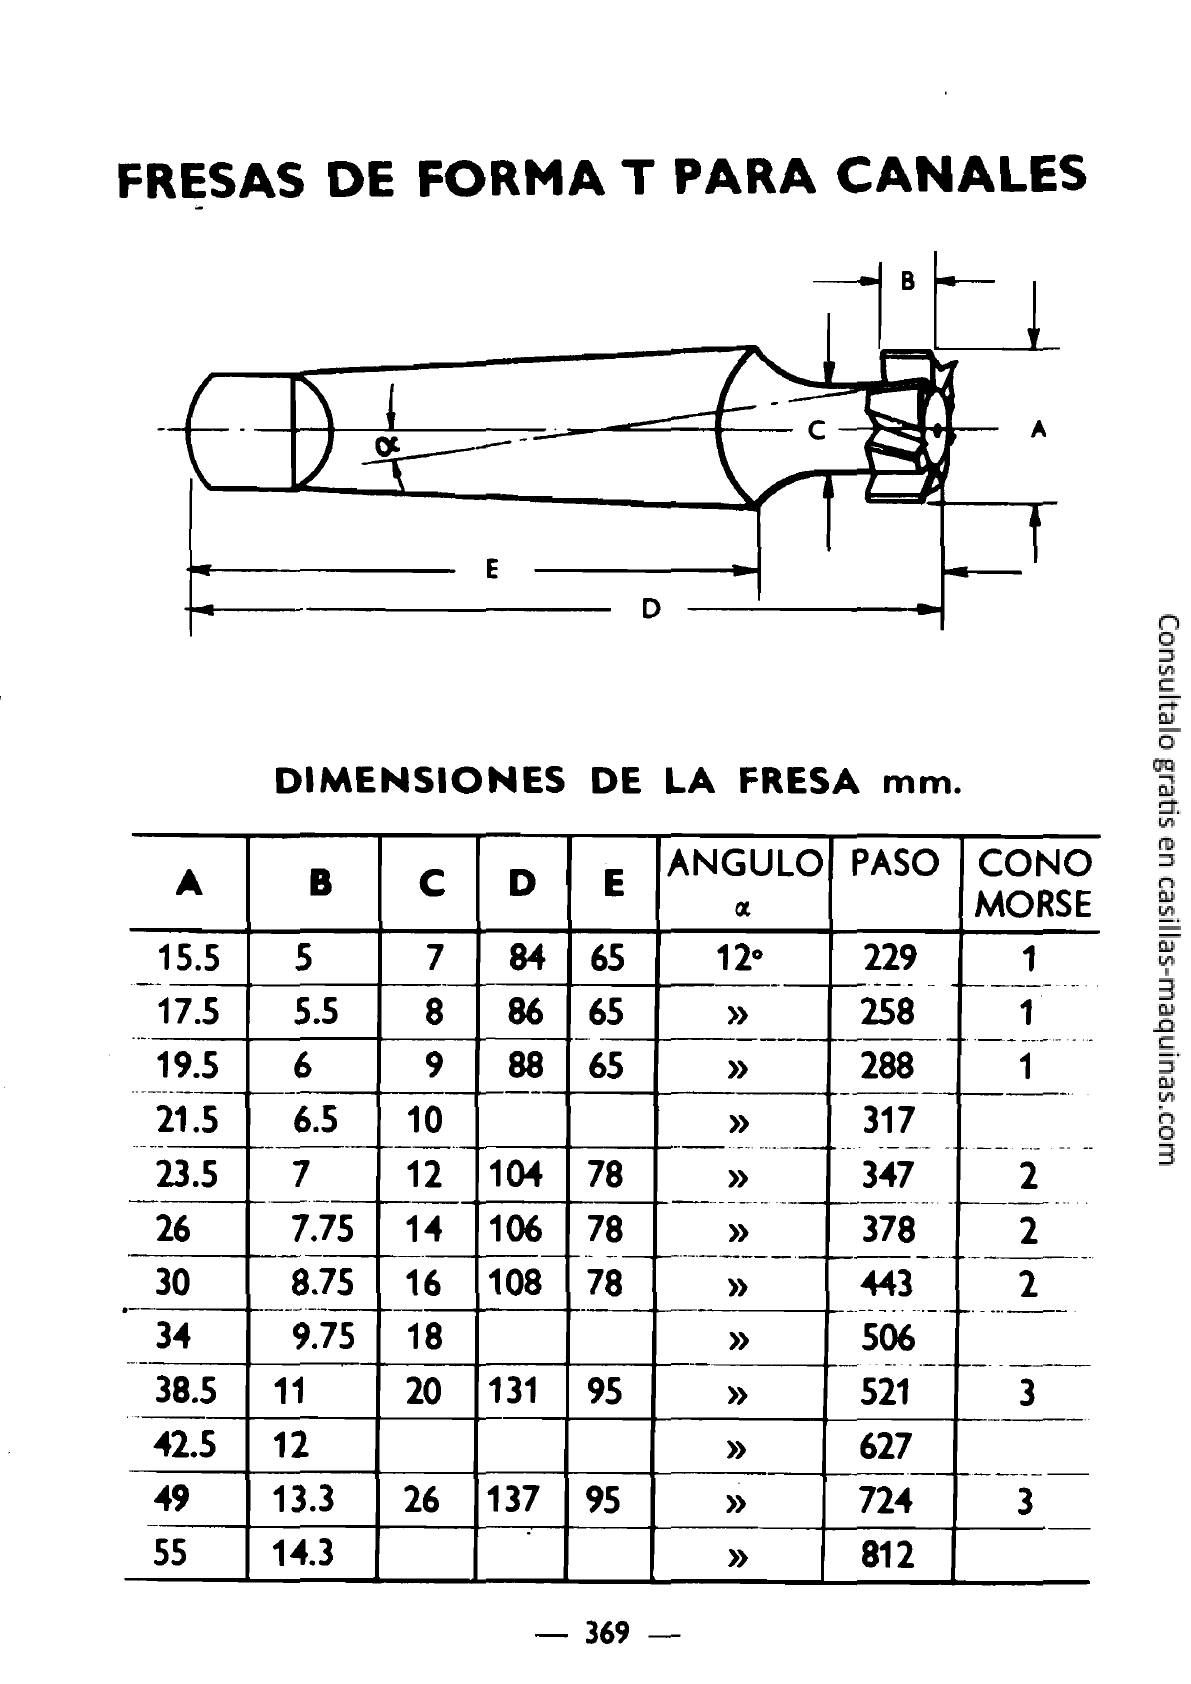 FRESAS DE FORMA T PARA CANALES
B
C
A
α
E
D
DIMENSIONES DE LA FRESA mm.
A B C D E ANGULO α PASO CONO MORSE
15.5 5 7 84 65 12° 229 1
17.5 5.5 8 86 65 » 258 1
19.5 6 9 88 65 » 288 1
21.5 6.5 10 » 317
23.5 7 12 104 78 » 347 2
26 7.75 14 106 78 » 378 2
30 8.75 16 108 78 » 443 2
34 9.75 18 » 506
38.5 11 20 131 95 » 521 3
42.5 12 » 627
49 13.3 26 137 95 » 724 3
55 14.3 » 812
— 369 —
Consultalo gratis en casillas-maquinas.com